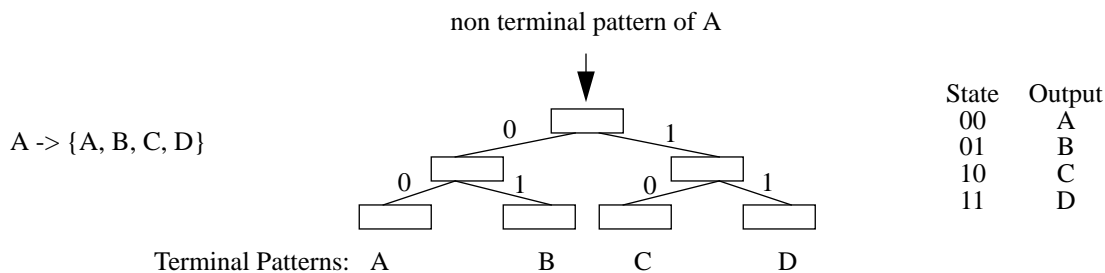 non terminal pattern of A
State Output
0 1 00 A
A -> {A, B, C, D} 01 B
0 1 0 1 10 C
11 D
Terminal Patterns: A B C D